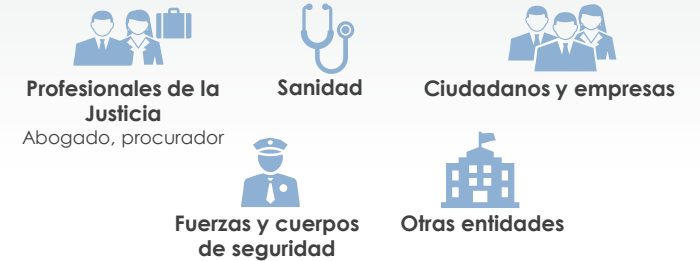 Profesionales de la
Justicia
Abogado, procurador
Sanidad
Ciudadanos y empresas
Fuerzas y cuerpos
de seguridad
Otras entidades